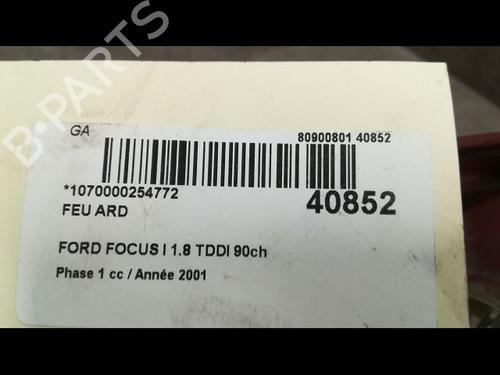 GA
80900801 40852
*1070000254772
40852
FEU ARD
FORD FOCUS I 1.8 TDDI 90ch
Phase 1 cc / Année 2001
B-PARTS